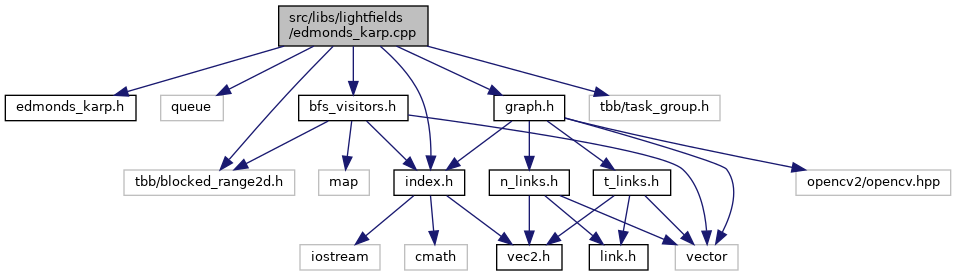 src/libs/lightfields
/edmonds_karp.cpp
edmonds_karp.h
queue
bfs_visitors.h
graph.h
tbb/task_group.h
tbb/blocked_range2d.h
map
index.h
n_links.h
t_links.h
opencv2/opencv.hpp
iostream
cmath
vec2.h
link.h
vector